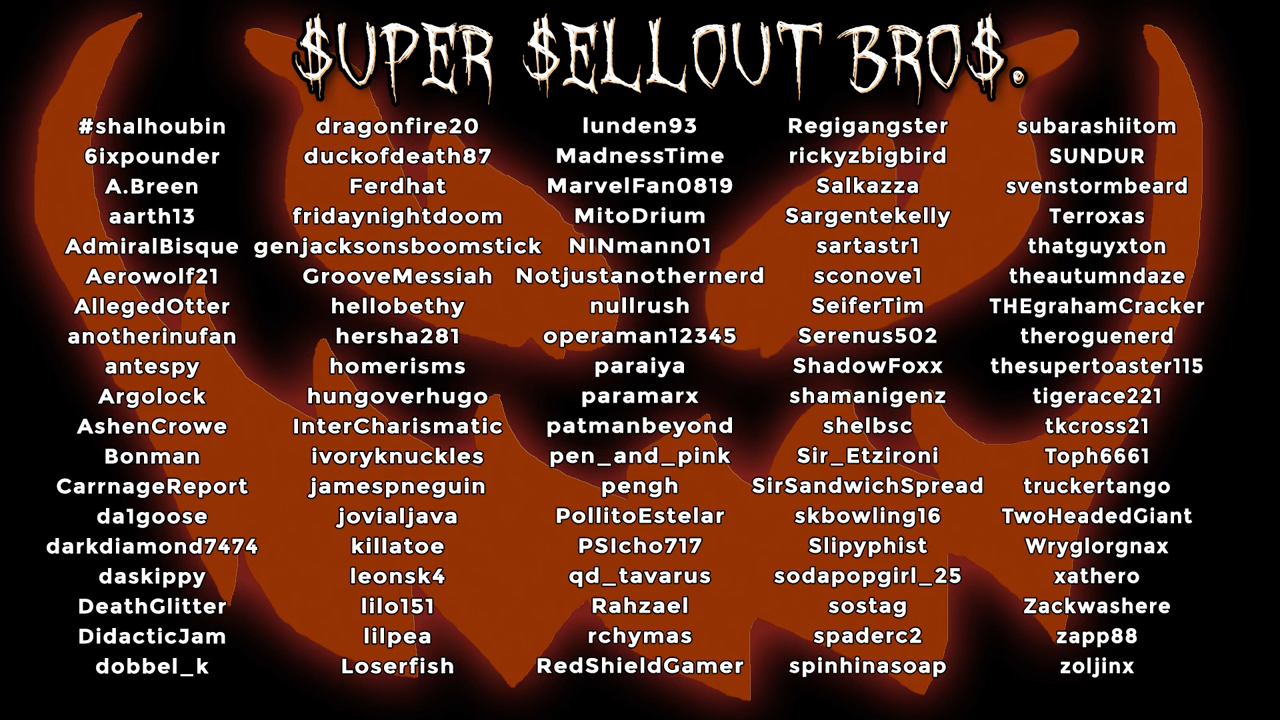 $UPER $ELLOUT BRO$.
#shalhoubin
6ixpounder
A.Breen
aarth13
AdmiralBisque
Aerowolf21
AllegedOtter
anotherinufan
antespy
Argolock
AshenCrowe
Bonman
CarrnageReport
da1goose
darkdiamond7474
daskippy
DeathGlitter
DidacticJam
dobbel_k
dragonfire20
duckofdeath87
Ferdhat
fridaynightdoom
genjacksonsboomstick
GrooveMessiah
hellobethy
hersha281
homerisms
hungoverhugo
InterCharismatic
ivoryknuckles
jamespneguin
jovialjava
killatoe
leonsk4
lilo151
lilpea
Loserfish
lunden93
MadnessTime
MarvelFan0819
MitoDrium
NINmann01
Notjustanothernerd
nullrush
operaman12345
paraiya
paramarx
patmanbeyond
pen_and_pink
pengh
PollitoEstelar
PSIcho717
qd_tavarus
Rahzael
rchymas
RedShieldGamer
Regigangster
rickyzbigbird
Salkazza
Sargentekelly
sartastr1
sconove1
SeiferTim
Serenus502
ShadowFoxx
shamanigenz
shelbsc
Sir_Etzironi
SirSandwichSpread
skbowling16
Slipyphist
sodapopgirl_25
sostag
spaderc2
spinhinasoap
subarashiitom
SUNDUR
svenstormbeard
Terroxas
thatguyxton
theautumndaze
THEgrahamCracker
theroguenerd
thesupertoaster115
tigerace221
tkcross21
Toph6661
truckertango
TwoHeadedGiant
Wryglorgnax
xathero
Zackwashere
zapp88
zoljinx